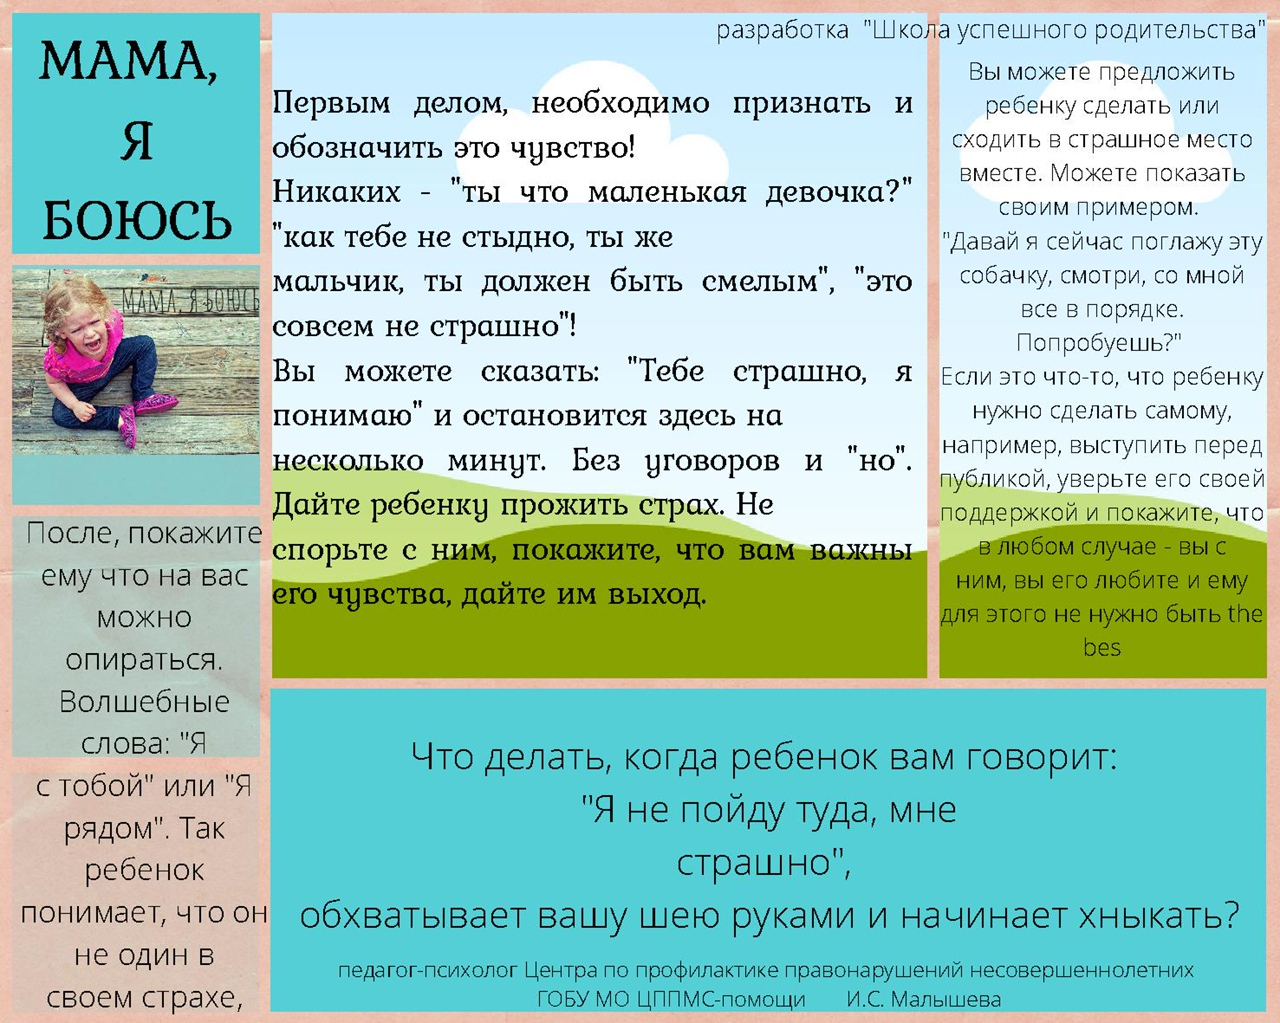 МАМА,
Я
БОЮСЬ
МАМА, Я БОЮСЬ
После, покажите
ему что на вас
можно
опираться.
Волшебные
слова: "Я
с тобой" или "Я
рядом". Так
ребенок
понимает, что он
не один в
своем страхе,
разработка "Школа успешного родительства"
Первым делом, необходимо признать и
обозначить это чувство!
Никаких - "ты что маленькая девочка?"
"как тебе не стыдно, ты же
мальчик, ты должен быть смелым", "это
совсем не страшно"!
Вы можете сказать: "Тебе страшно, я
понимаю" и остановится здесь на
несколько минут. Без уговоров и "но".
Дайте ребенку прожить страх. Не
спорьте с ним, покажите, что вам важны
его чувства, дайте им выход.
Вы можете предложить
ребенку сделать или
сходить в страшное место
вместе. Можете показать
своим примером.
"Давай я сейчас поглажу эту
собачку, смотри, со мной
все в порядке.
Попробуешь?"
Если это что-то, что ребенку
нужно сделать самому,
например, выступить перед
публикой, уверьте его своей
поддержкой и покажите, что
в любом случае - вы с
ним, вы его любите и ему
для этого не нужно быть the
bes
Что делать, когда ребенок вам говорит:
"Я не пойду туда, мне
страшно",
обхватывает вашу шею руками и начинает хныкать?
педагог-психолог Центра по профилактике правонарушений несовершеннолетних
ГОБУ МО ЦППМС-помощи И.С. Малышева